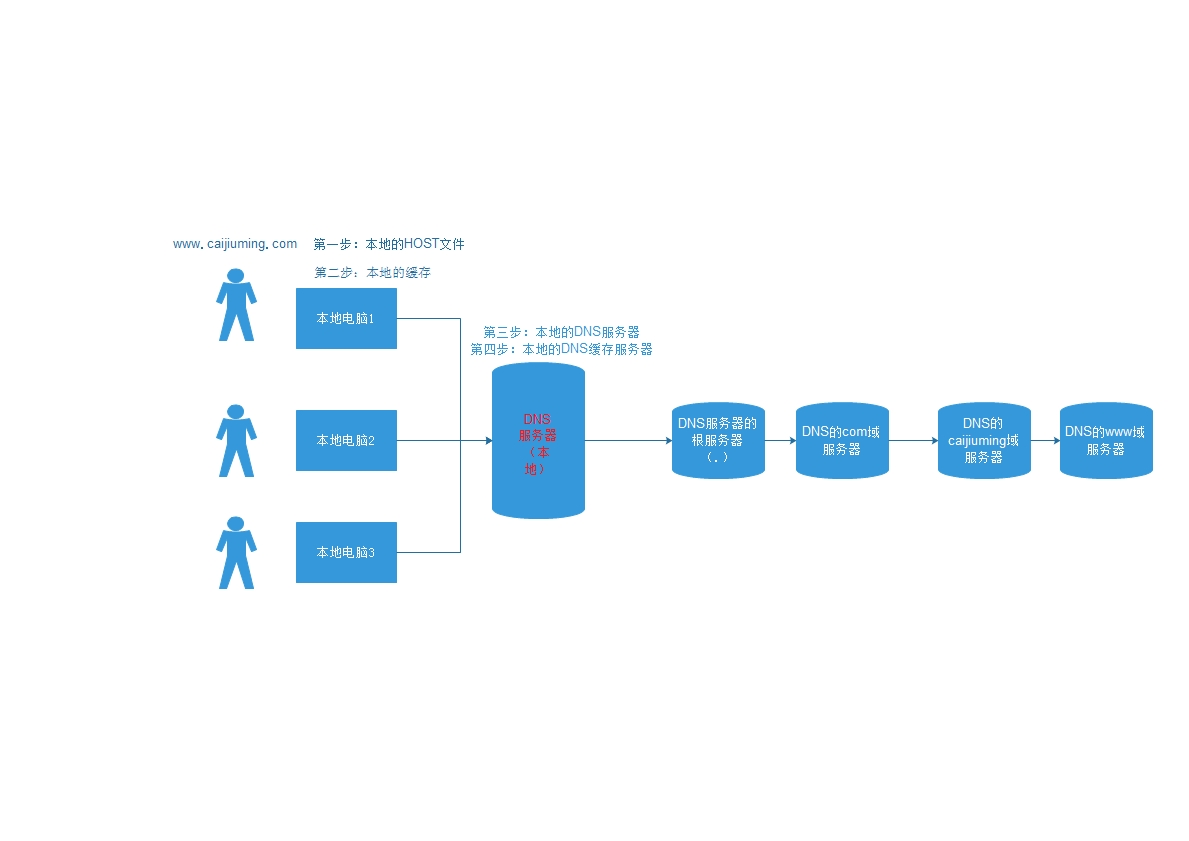 www.caijiuming.com 第一步：本地的HOST文件
第二步：本地的缓存
本地电脑1
第三步：本地的DNS服务器
第四步：本地的DNS缓存服务器
本地电脑2
本地电脑3
DNS
服务器
（本
地）
DNS服务器的
根服务器
（.）
DNS的com域
服务器
DNS的
caijiuming域
服务器
DNS的www域
服务器